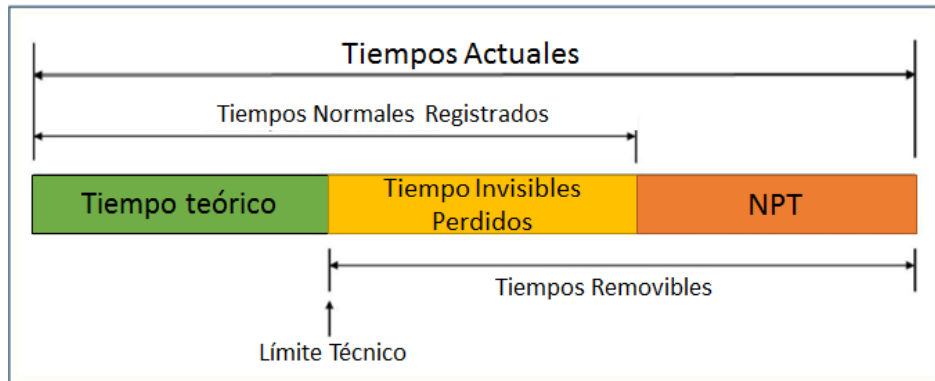 Tiempos Actuales
Tiempos Normales Registrados
Tiempo teórico
Tiempo Invisibles
Perdidos
NPT
Tiempos Removibles
Límite Técnico